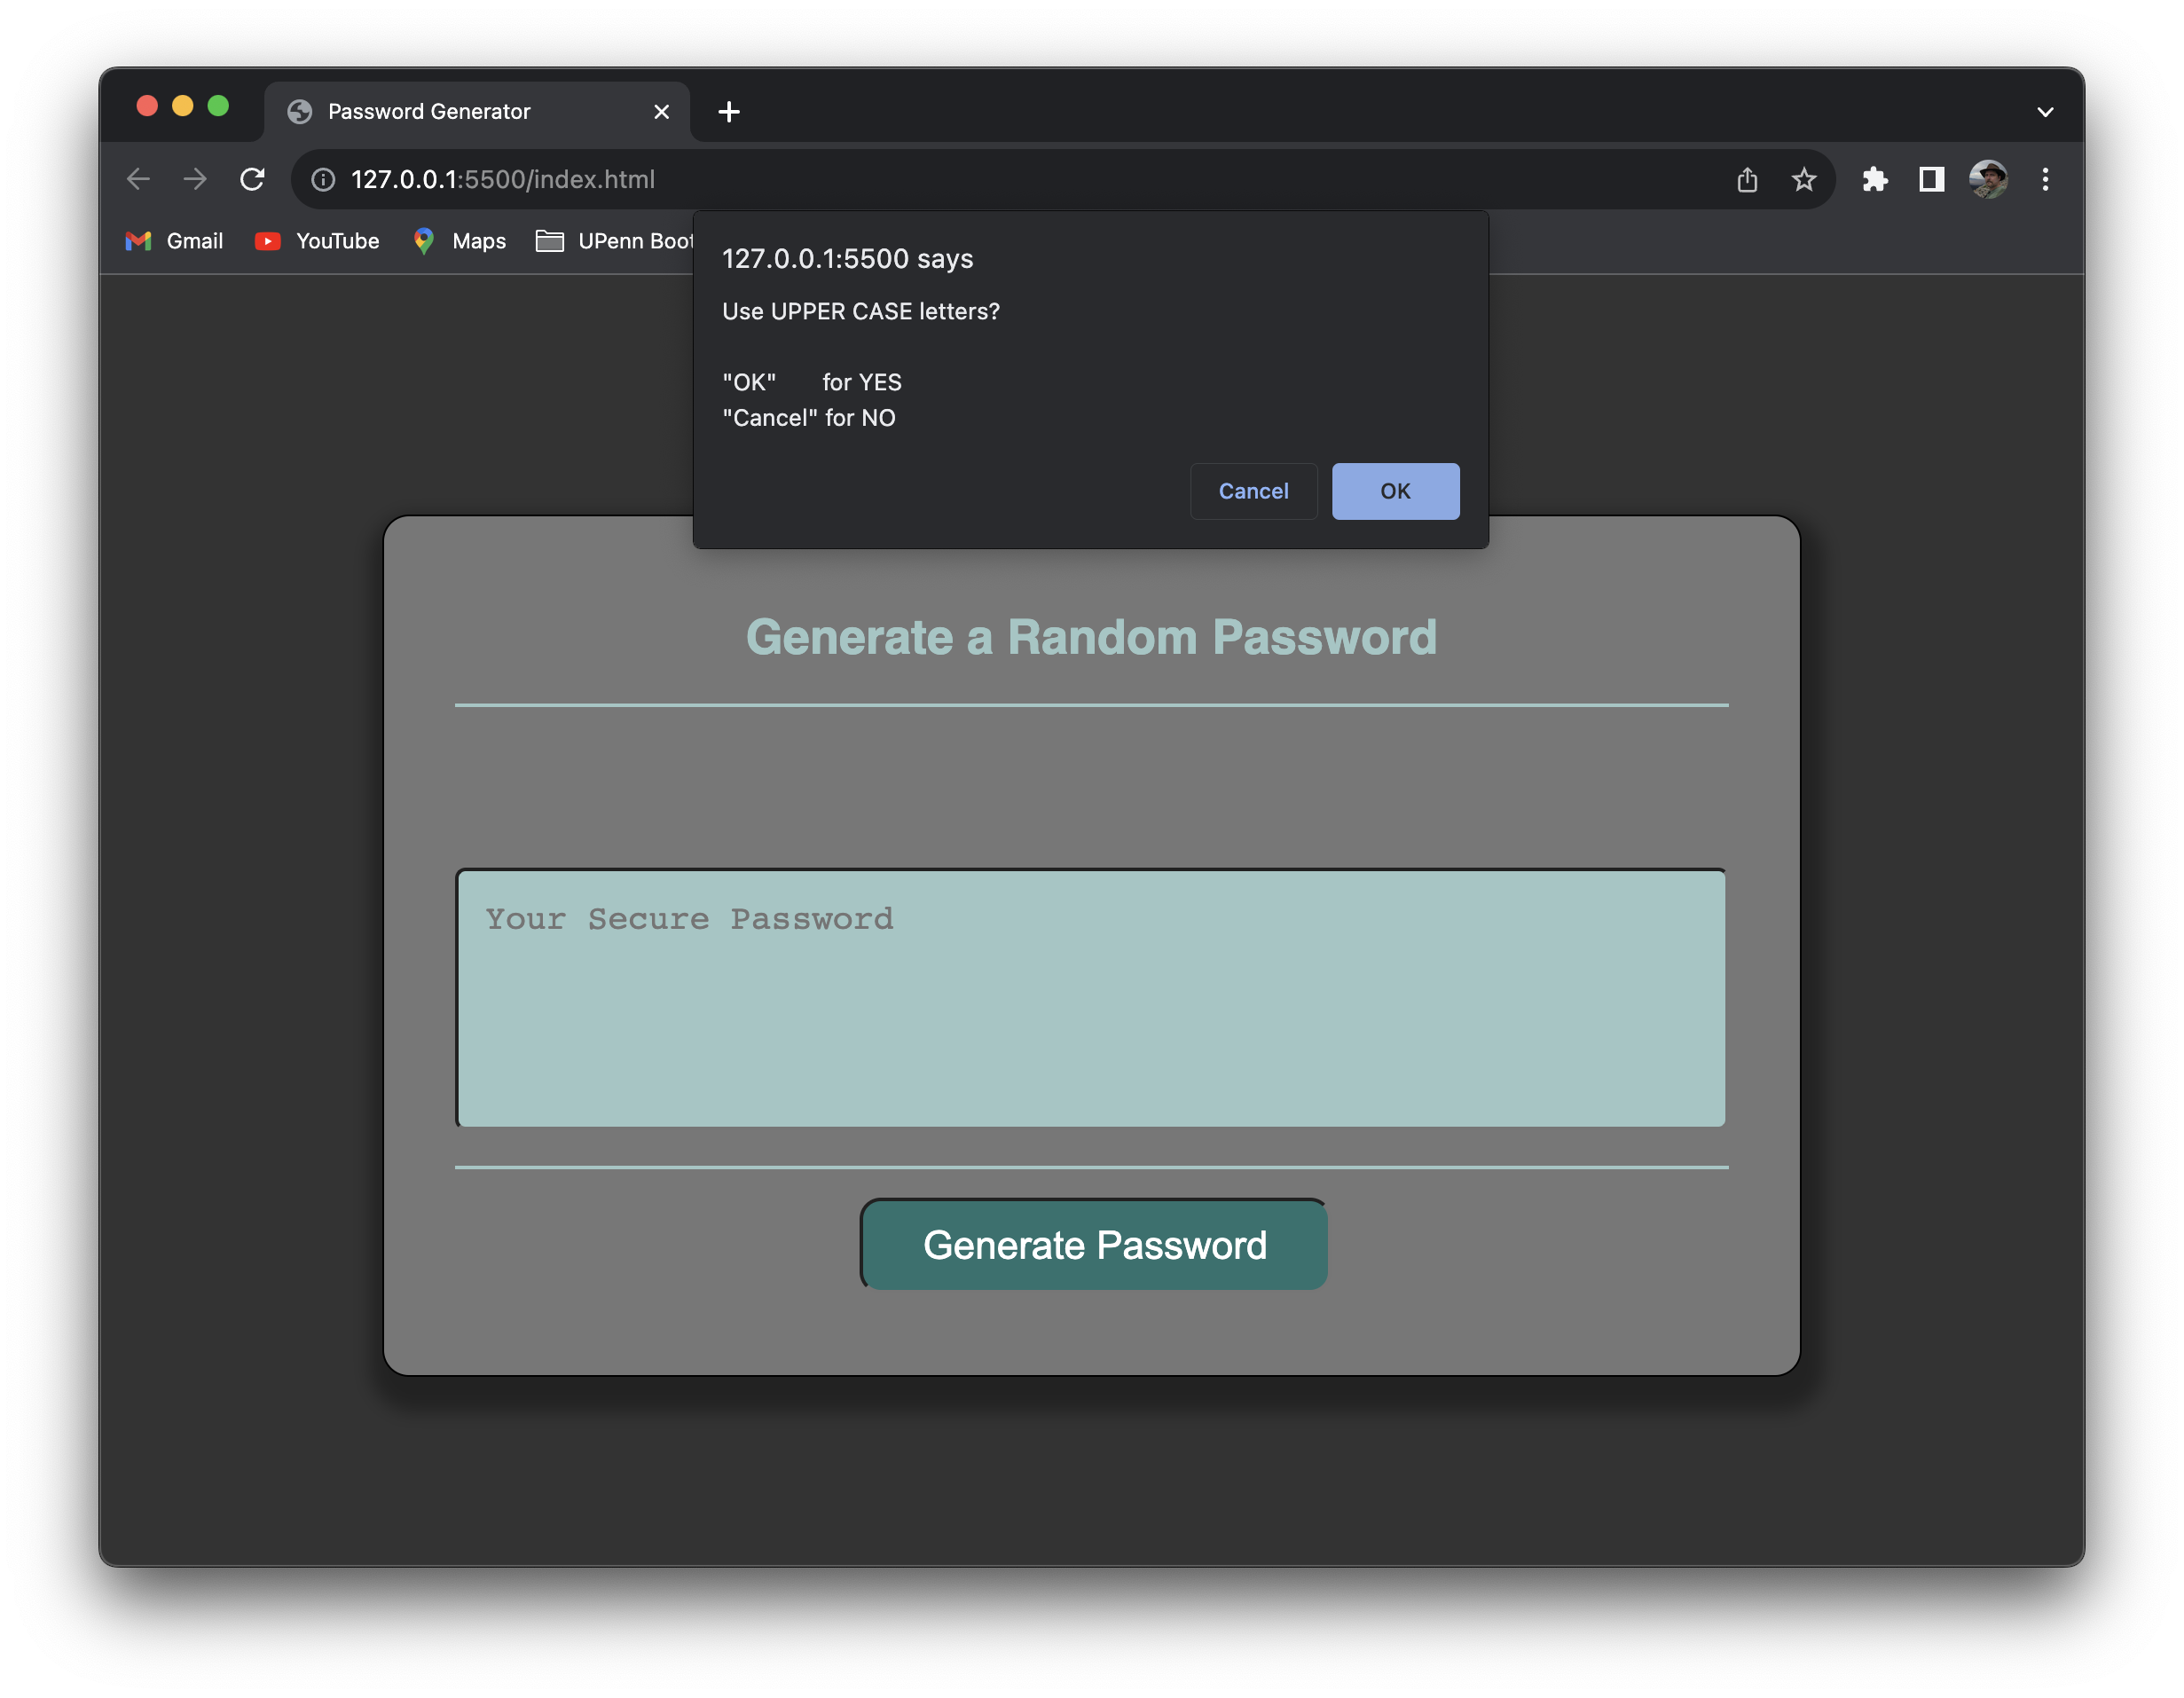 Password Generator
127.0.0.1:5500/index.html
Gmail YouTube Maps UPenn Boot
127.0.0.1:5500 says
Use UPPER CASE letters?
"OK" for YES
"Cancel" for NO
Cancel OK
Generate a Random Password
Your Secure Password
Generate Password